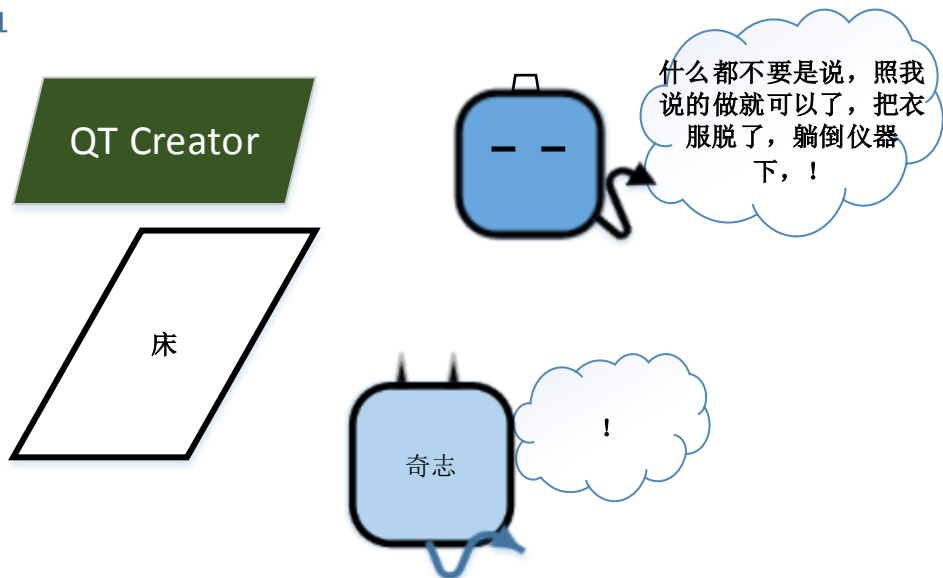 1
QT Creator
什么都不要是说，照我
说的做就可以了，把衣
服脱了，躺倒仪器
下，！
床
！
奇志